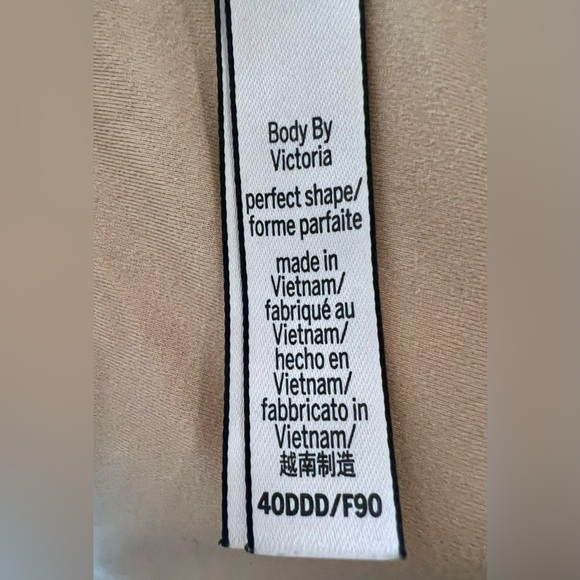 Body By
Victoria
perfect shape/
forme parfaite
made in
Vietnam/
fabriqué au
Vietnam/
hecho en
Vietnam/
fabbricato in
Vietnam/
越南制造
40DDD/F90